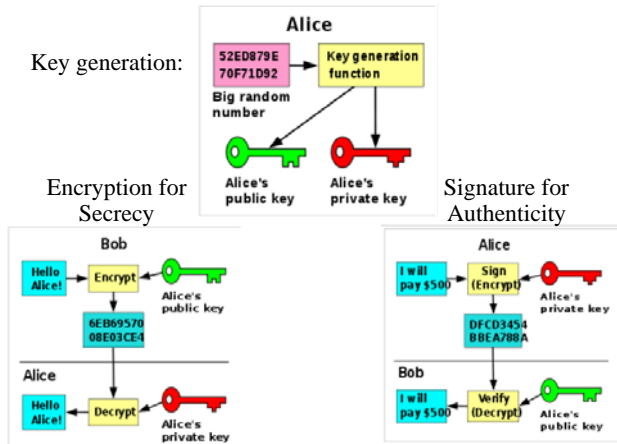 Alice
Key generation:
52ED879E
70F71D92
Key generation
function
Big random
number
Alice's
public key
Alice's
private key
Encryption for
Secrecy
Signature for
Authenticity
Bob
Hello
Alice!
Encrypt
Alice's
public key
6EB69570
08E03CE4
Alice
Hello
Alice!
Decrypt
Alice's
private key
Alice
I will
pay $500
Sign
(Encrypt)
Alice's
private key
DFCD3454
BBEA788A
Bob
I will
pay $500
Verify
(Decrypt)
Alice's
public key